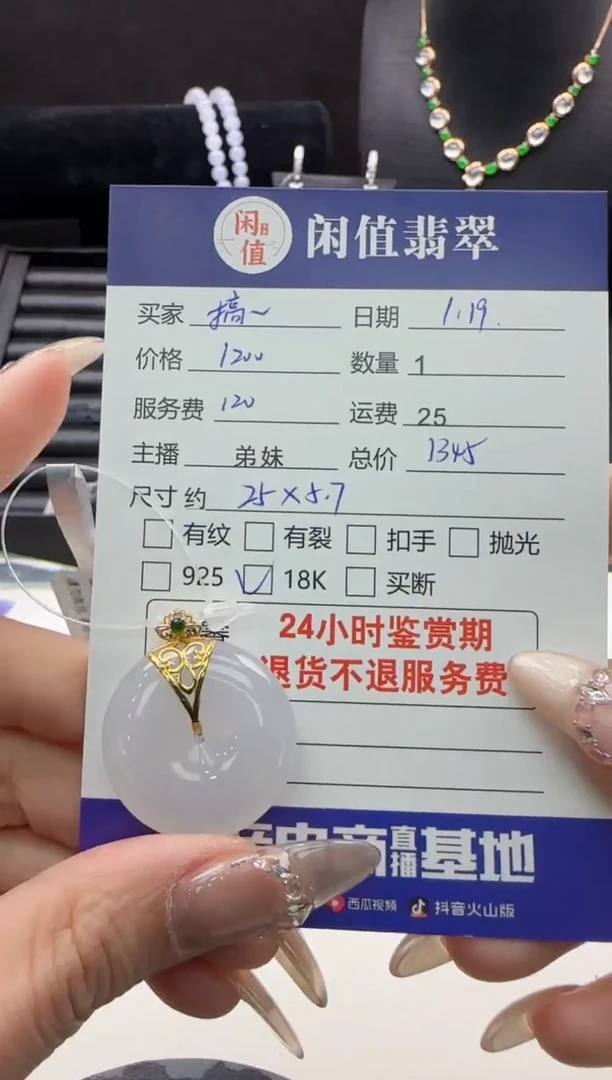 闲值
闲值翡翠
买家 搞~ 日期 1.19.
价格 1200 数量 1
服务费 120 运费 25
主播 弟妹 总价 1345
尺寸 约 25×5.7
有纹 有裂 扣手 抛光
925 18K 买断
24小时鉴赏期
退货不退服务费
电商直播基地
西瓜视频 抖音火山版